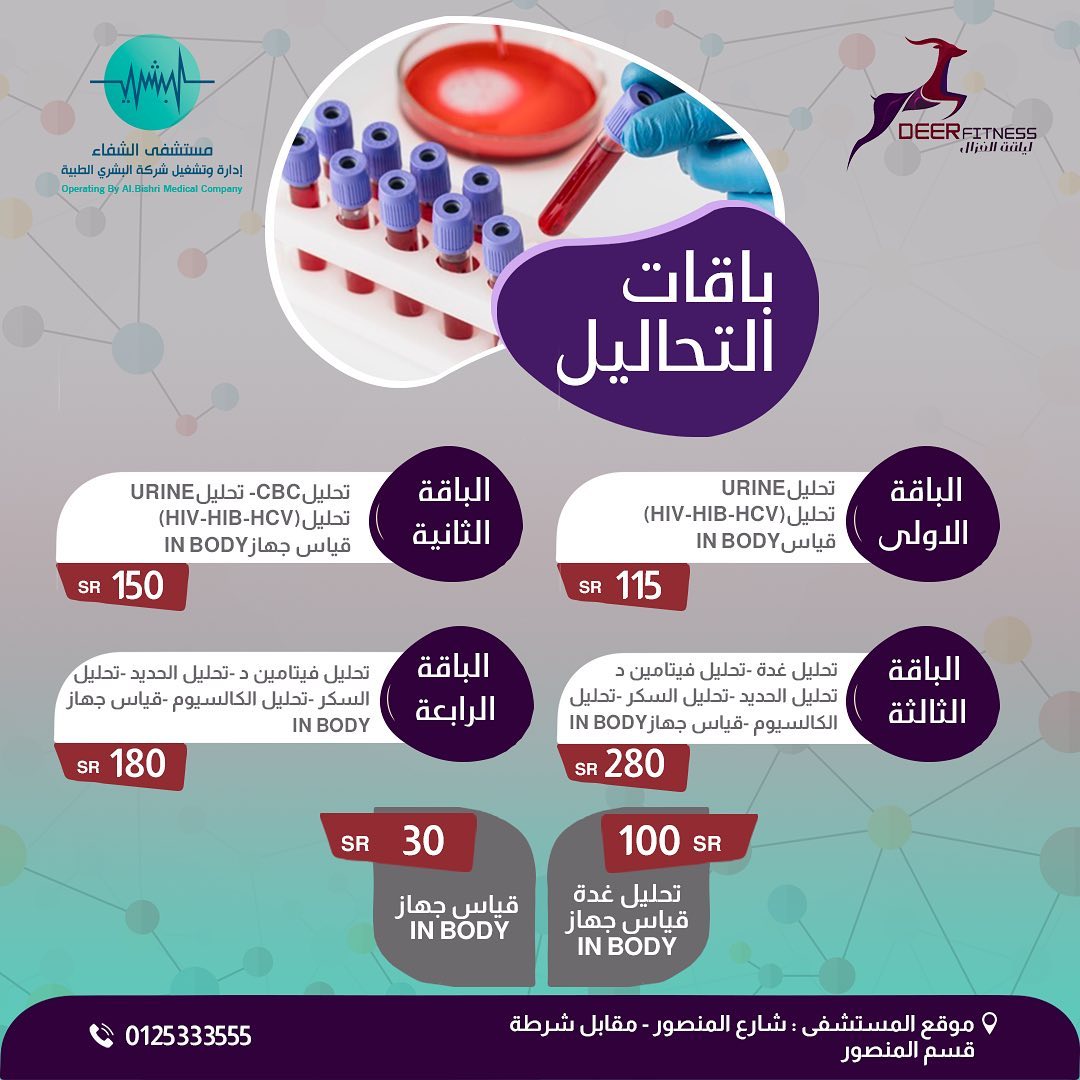 البشري
مستشفى الشفاء
إدارة وتشغيل شركة البشري الطبية
Operating By Al.Bishri Medical Company
DEER FITNESS
لياقة الغزال
باقات
التحاليل
الباقة
الاولى
تحليل URINE
تحليل (HIV-HIB-HCV)
قياس IN BODY
115 SR
الباقة
الثانية
تحليل CBC- تحليل URINE
تحليل (HIV-HIB-HCV)
قياس جهاز IN BODY
150 SR
الباقة
الثالثة
تحليل غدة -تحليل فيتامين د
تحليل الحديد -تحليل السكر -تحليل
الكالسيوم -قياس جهاز IN BODY
280 SR
الباقة
الرابعة
تحليل فيتامين د -تحليل الحديد -تحليل
السكر -تحليل الكالسيوم -قياس جهاز
IN BODY
180 SR
100 SR
تحليل غدة
قياس جهاز
IN BODY
30 SR
قياس جهاز
IN BODY
موقع المستشفى : شارع المنصور - مقابل شرطة
قسم المنصور
0125333555